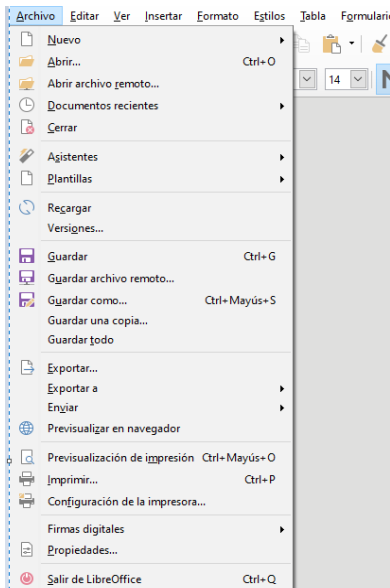 Archivo Editar Ver Insertar Formato Estilos Tabla Formulario
Nuevo
Abrir... Ctrl+O
Abrir archivo remoto...
Documentos recientes
Cerrar
Asistentes
Plantillas
Recargar
Versiones...
Guardar Ctrl+G
Guardar archivo remoto...
Guardar como... Ctrl+Mayús+S
Guardar una copia...
Guardar todo
Exportar...
Exportar a
Enviar
Previsualizar en navegador
Previsualización de impresión Ctrl+Mayús+O
Imprimir... Ctrl+P
Configuración de la impresora...
Firmas digitales
Propiedades...
Salir de LibreOffice Ctrl+Q
14
N